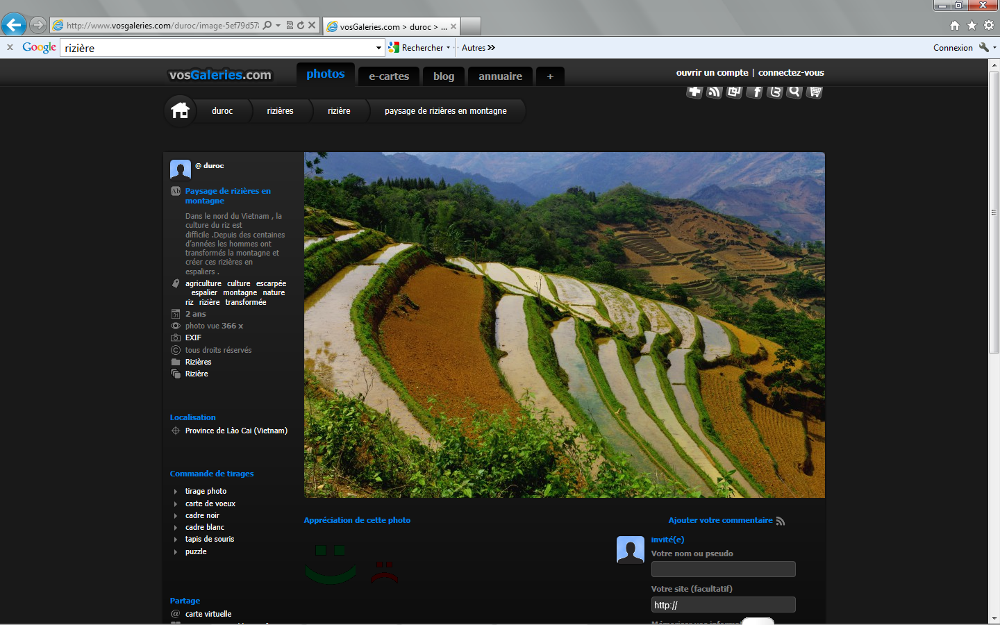 http://www.vosgaleries.com/duroc/image-5ef79d578
vosGaleries.com > duroc > ...
x Google rizière Rechercher Autres >> Connexion
vosGaleries.com photos e-cartes blog annuaire + ouvrir un compte | connectez-vous
duroc rizières rizière paysage de rizières en montagne
@ duroc
Ab Paysage de rizières en
montagne
Dans le nord du Vietnam , la
culture du riz est
difficile .Depuis des centaines
d'années les hommes ont
transformés la montagne et
créer ces rizières en
espaliers .
agriculture culture escarpée
espalier montagne nature
riz rizière transformée
31 2 ans
photo vue 366 x
EXIF
© tous droits réservés
Rizières
Rizière
Localisation
Province de Lào Cai (Vietnam)
Commande de tirages
tirage photo
carte de voeux
cadre noir
cadre blanc
tapis de souris
puzzle
Partage
@ carte virtuelle
Appréciation de cette photo
Ajouter votre commentaire
invité(e)
Votre nom ou pseudo
Votre site (facultatif)
http://